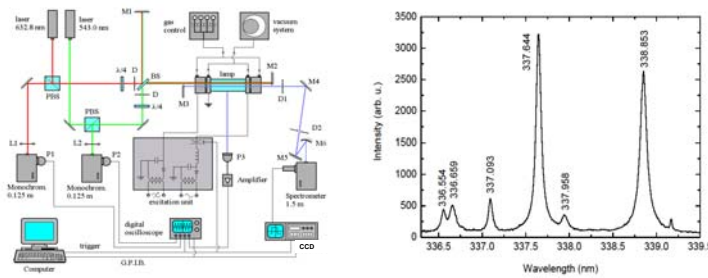 laser
632.8 nm
laser
543.0 nm
M1
gas
control
vacuum
system
λ/4
D
BS
lamp
M2
M4
PBS
D
M3
D1
λ/4
PBS
D2
M6
L1
L2
P1
P2
P3
M5
Monochrom.
0.125 m
Monochrom.
0.125 m
Amplifier
excitation unit
Spectrometer
1.5 m
digital
oscilloscope
CCD
trigger
Computer
G.P.I.B.
3500
3000
2500
2000
1500
1000
500
0
Intensity (arb. u.)
336.554
336.659
337.093
337.644
337.958
338.853
336.5
337.0
337.5
338.0
338.5
339.0
339.5
Wavelength (nm)